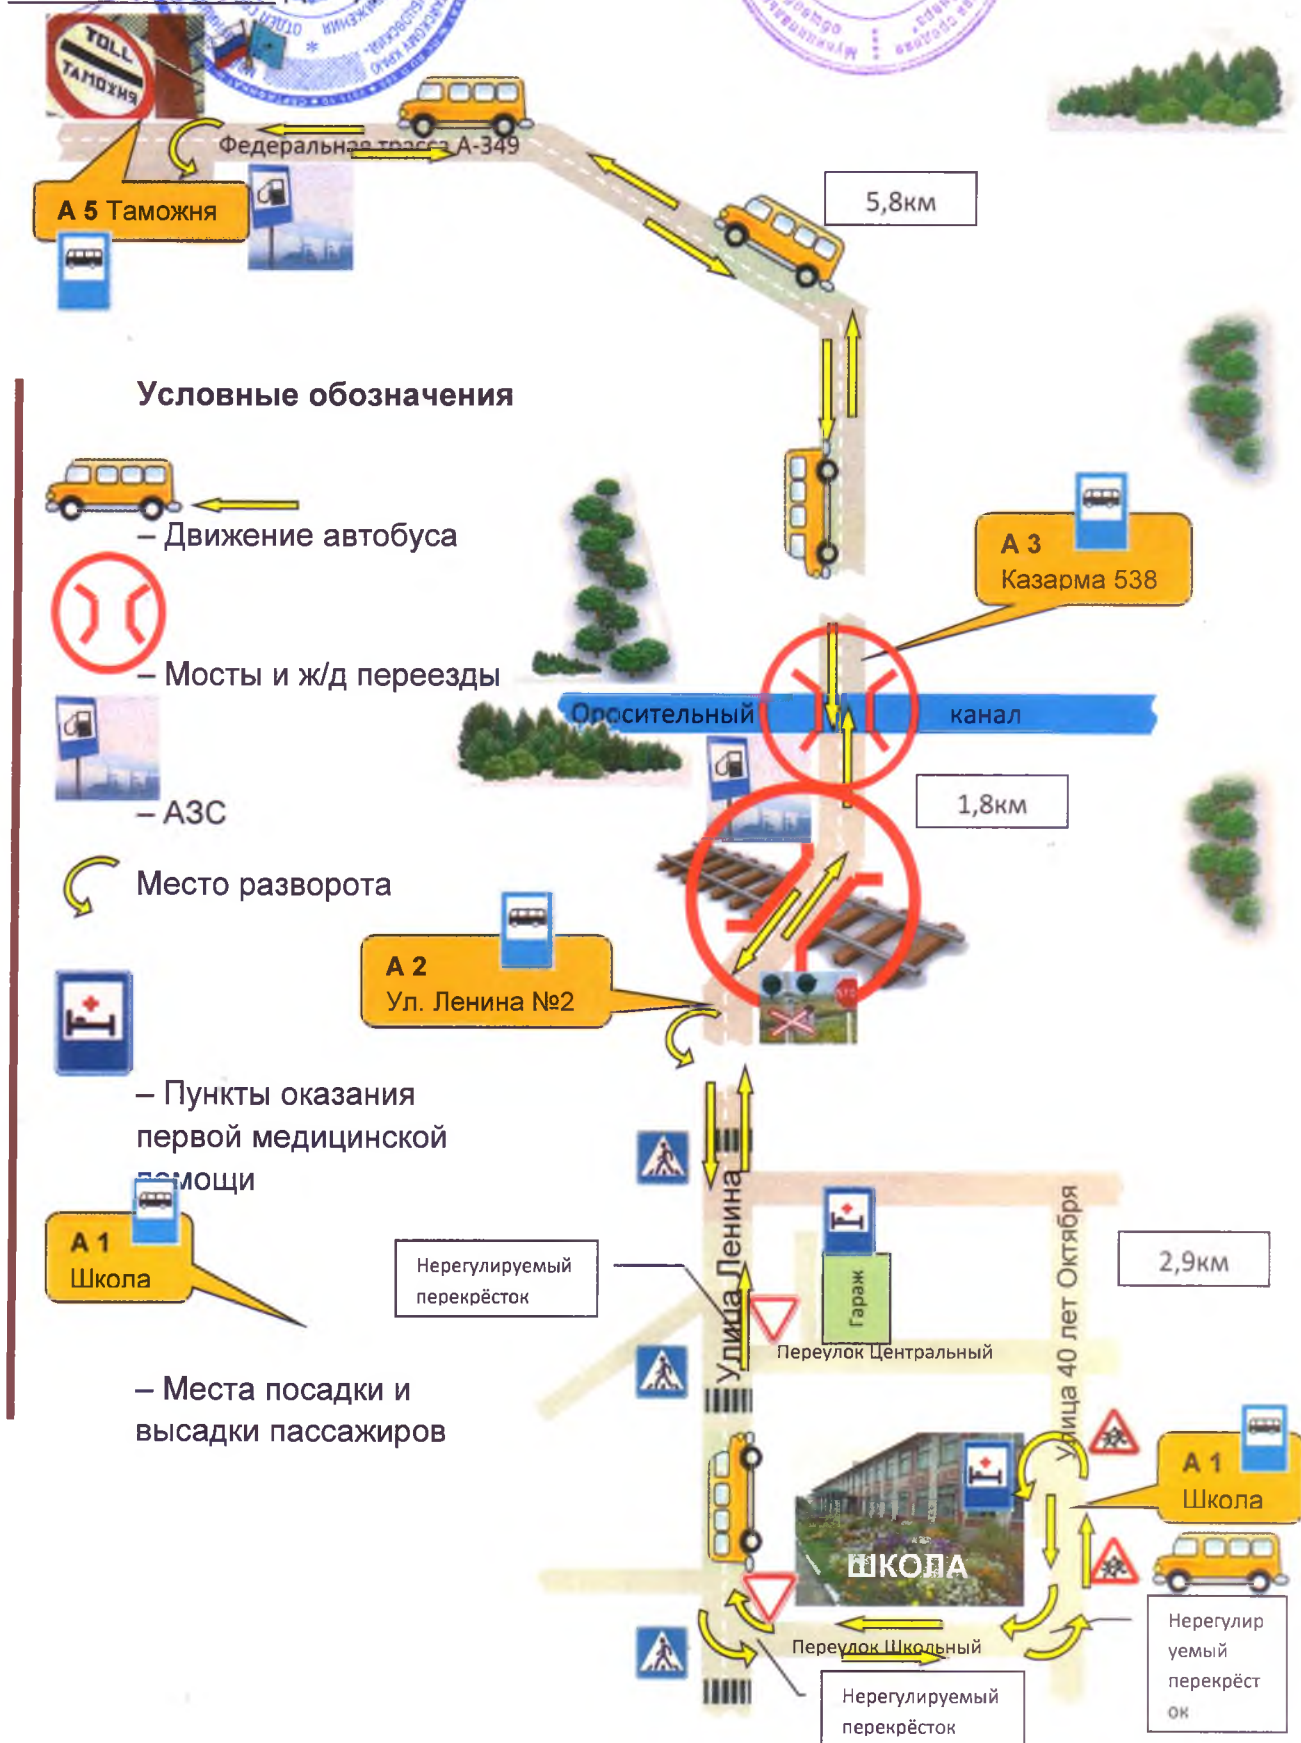 TOLL
ТАМОЖНЯ
Федеральная трасса А-349
А 5 Таможня
5,8км
Условные обозначения
– Движение автобуса
А 3
Казарма 538
– Мосты и ж/д переезды
Оросительный канал
1,8км
– АЗС
Место разворота
А 2
Ул. Ленина №2
– Пункты оказания
первой медицинской
помощи
А 1
Школа
Нерегулируемый
перекрёсток
Улица Ленина
Гараж
Улица 40 лет Октября
2,9км
Переулок Центральный
– Места посадки и
высадки пассажиров
А 1
Школа
ШКОЛА
Переулок Школьный
Нерегулир
уемый
перекрёст
ок
Нерегулируемый
перекрёсток